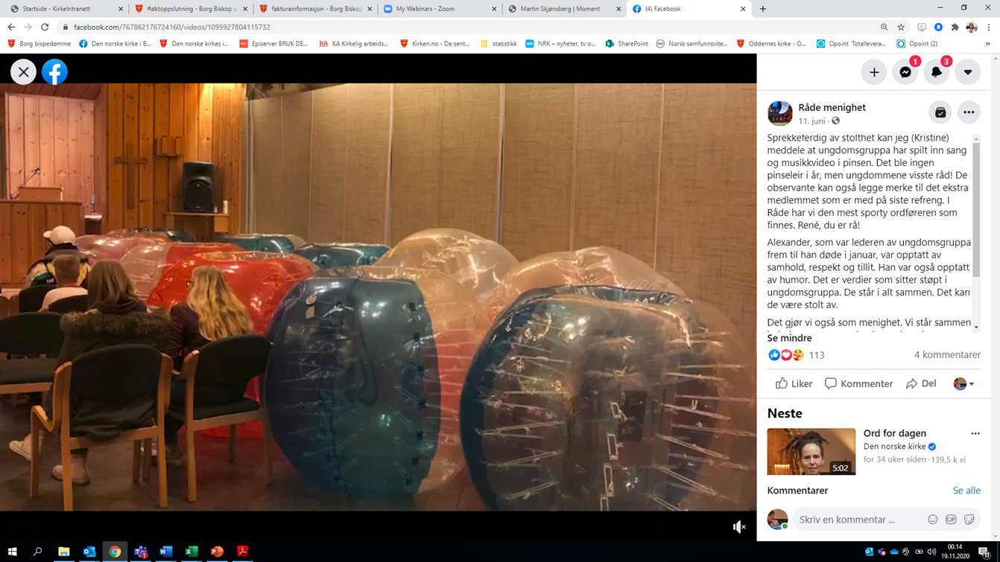 Startside - KirkeIntranett
#øktoppslutning - Borg Biskop o
fakturainformasjon - Borg Bisko
My Webinars - Zoom
Martin Skjønsberg | Moment
(4) Facebook
facebook.com/767862176724160/videos/1095927804115732
Borg bispedømme
Den norske kirke i B...
Den norske kirkes i...
Episerver BRUK DE...
KA Kirkelig arbeids...
Kirken.no - De sent...
statistikk
NRK – nyheter, tv o...
SharePoint
Norsk samfunnsvite...
Oddernes kirke - O...
Opoint Totallevera...
Opoint (2)
1
3
Råde menighet
11. juni ·
Sprekkeferdig av stolthet kan jeg (Kristine)
meddele at ungdomsgruppa har spilt inn sang
og musikkvideo i pinsen. Det ble ingen
pinseleir i år, men ungdommene visste råd! De
observante kan også legge merke til det ekstra
medlemmet som er med på siste refreng. I
Råde har vi den mest sporty ordføreren som
finnes. René, du er rå!
Alexander, som var lederen av ungdomsgruppa
frem til han døde i januar, var opptatt av
samhold, respekt og tillit. Han var også opptatt
av humor. Det er verdier som sitter støpt i
ungdomsgruppa. De står i alt sammen. Det kan
de være stolt av.
Det gjør vi også som menighet. Vi står sammen
Se mindre
113
4 kommentarer
Liker
Kommenter
Del
Neste
Ord for dagen
Den norske kirke
for 34 uker siden · 139,5 k vi
5:02
Kommentarer
Se alle
Skriv en kommentar ...
GIF
00.14
19.11.2020
11